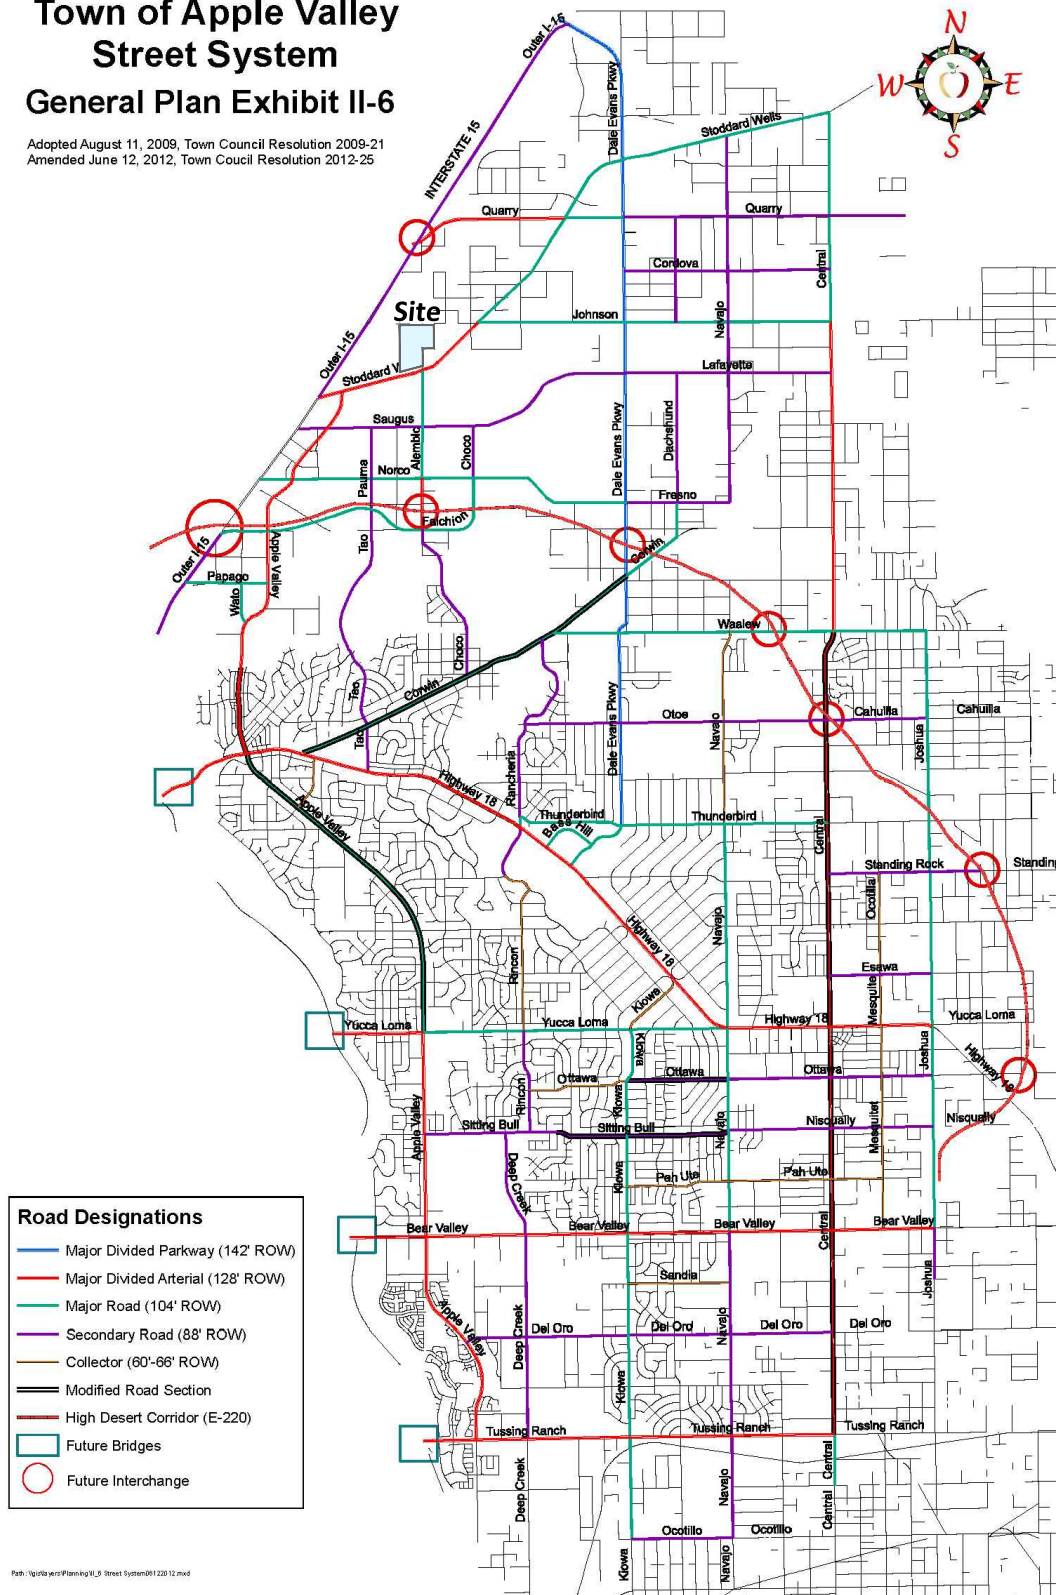 Town of Apple Valley
Street System
General Plan Exhibit II-6
Adopted August 11, 2009, Town Council Resolution 2009-21
Amended June 12, 2012, Town Coucil Resolution 2012-25
N
W
E
S
Outer I-15
Dale Evans Pkwy
Stoddard Wells
INTERSTATE 15
Quarry
Quarry
Cordova
Central
Site
Johnson
Navajo
Outer I-15
Stoddard W
Lafayette
Saugus
Alembic
Choco
Dale Evans Pkwy
Dachshund
Pauma
Norco
Fresno
Falchion
Outer I-15
Apple Valley
Tao
Corwin
Papago
Wato
Waalew
Choco
Tao
Corwin
Otoe
Navajo
Cahuilla
Cahuilla
Tao
Rancheria
Dale Evans Pkwy
Joshua
Highway 18
Apple Valley
Thunderbird
Bass Hill
Thunderbird
Central
Standing Rock
Standing
Ocotilla
Highway 18
Navajo
Rincon
Esawa
Kiowa
Mesquite
Yucca Loma
Yucca Loma
Highway 18
Yucca Loma
Kiowa
Joshua
Highway 18
Ottawa
Ottawa
Ottawa
Rincon
Kiowa
Apple Valley
Sitting Bull
Sitting Bull
Navajo
Nisqually
Nisqually
Mesquitet
Deep Creek
Kiowa
Pah Ute
Pah Ute
Bear Valley
Bear Valley
Bear Valley
Central
Bear Valley
Sandia
Joshua
Apple Valley
Deep Creek
Del Oro
Del Oro
Navajo
Del Oro
Del Oro
Kiowa
Tussing Ranch
Tussing Ranch
Tussing Ranch
Deep Creek
Navajo
Central
Central
Ocotillo
Ocotillo
Kiowa
Navajo
Road Designations
Major Divided Parkway (142' ROW)
Major Divided Arterial (128' ROW)
Major Road (104' ROW)
Secondary Road (88' ROW)
Collector (60'-66' ROW)
Modified Road Section
High Desert Corridor (E-220)
Future Bridges
Future Interchange